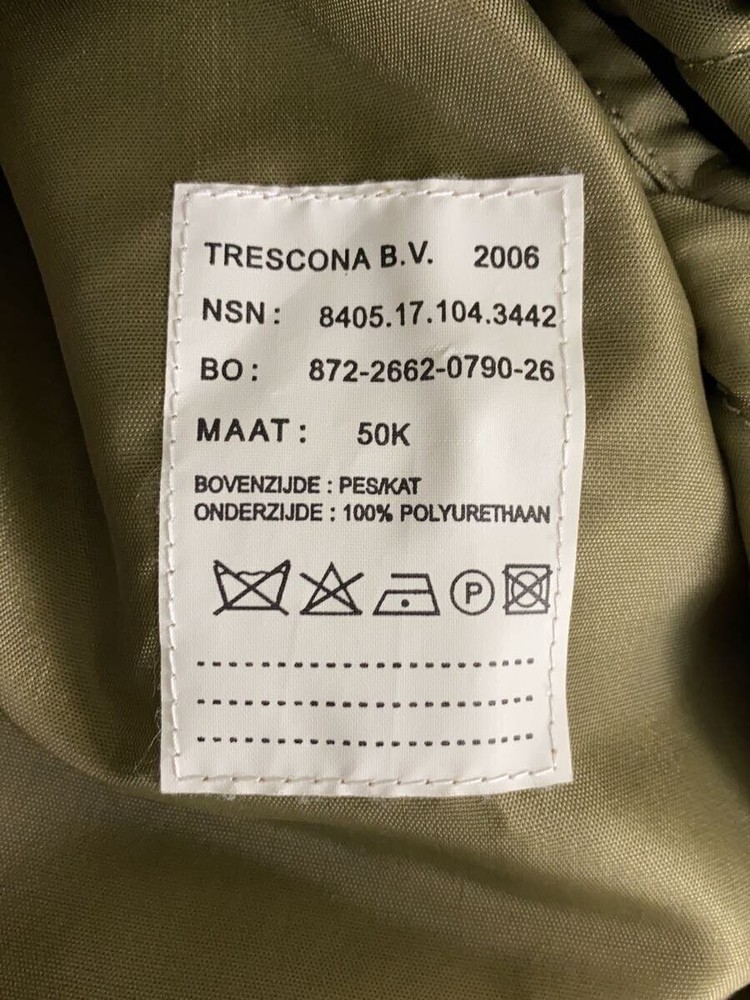 TRESCONA B.V. 2006
NSN: 8405.17.104.3442
BO: 872-2662-0790-26
MAAT: 50K
BOVENZIJDE : PES/KAT
ONDERZIJDE : 100% POLYURETHAAN
P